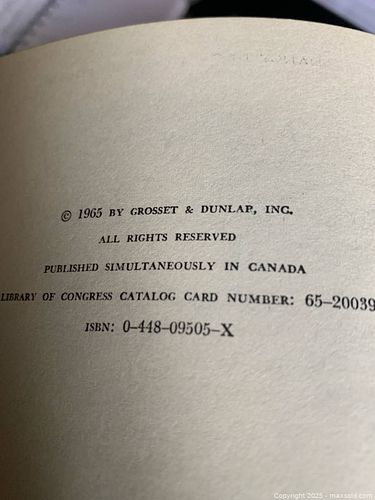 © 1965 BY GROSSET & DUNLAP, INC.
ALL RIGHTS RESERVED
PUBLISHED SIMULTANEOUSLY IN CANADA
LIBRARY OF CONGRESS CATALOG CARD NUMBER: 65–20039
ISBN: 0–448–09505–X
Copyright 2025 - maxsold.com